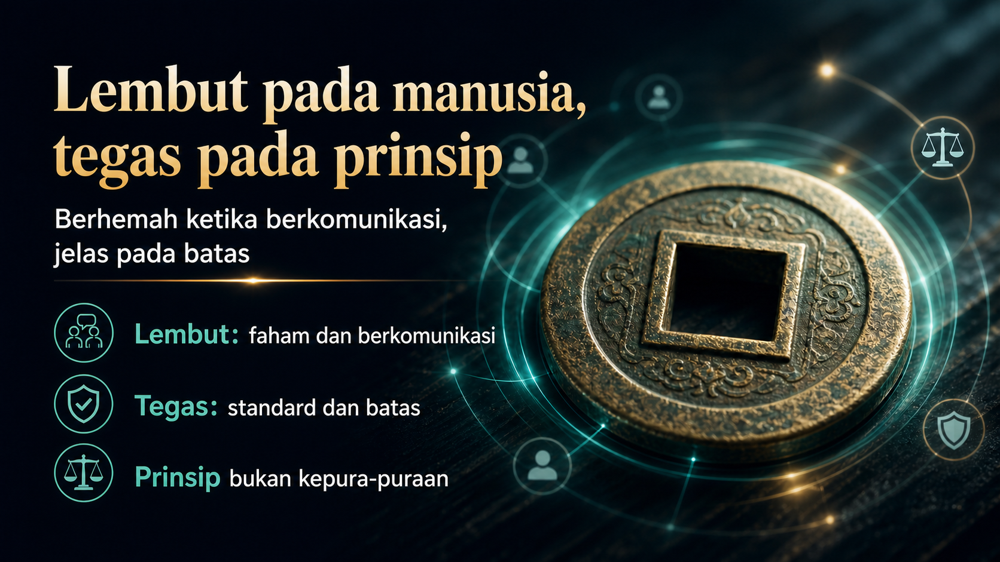 Lembut pada manusia,
tegas pada prinsip
Berhemah ketika berkomunikasi,
jelas pada batas
Lembut: faham dan berkomunikasi
Tegas: standard dan batas
Prinsip bukan kepura-puraan